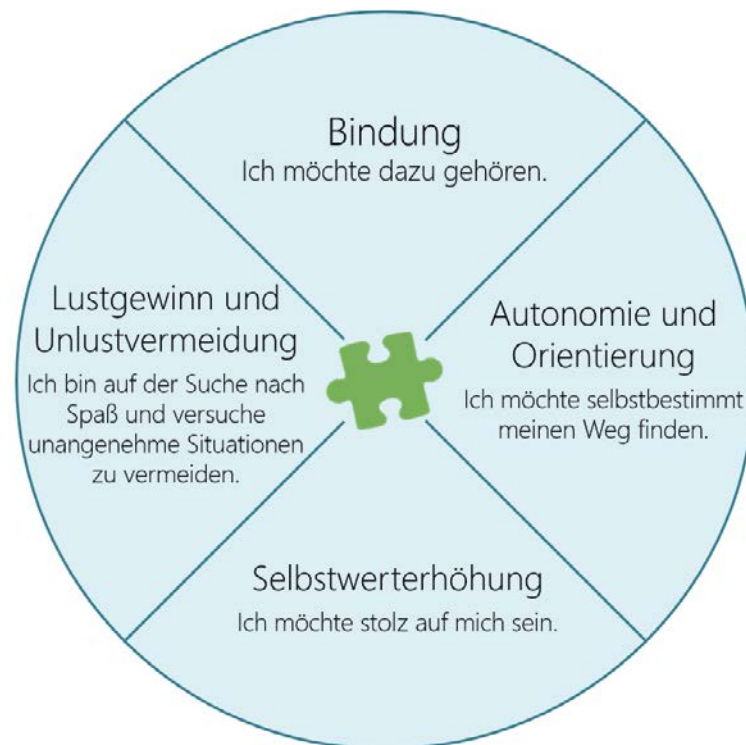 Bindung
Ich möchte dazu gehören.
Lustgewinn und
Unlustvermeidung
Ich bin auf der Suche nach
Spaß und versuche
unangenehme Situationen
zu vermeiden.
Autonomie und
Orientierung
Ich möchte selbstbestimmt
meinen Weg finden.
Selbstwerterhöhung
Ich möchte stolz auf mich sein.